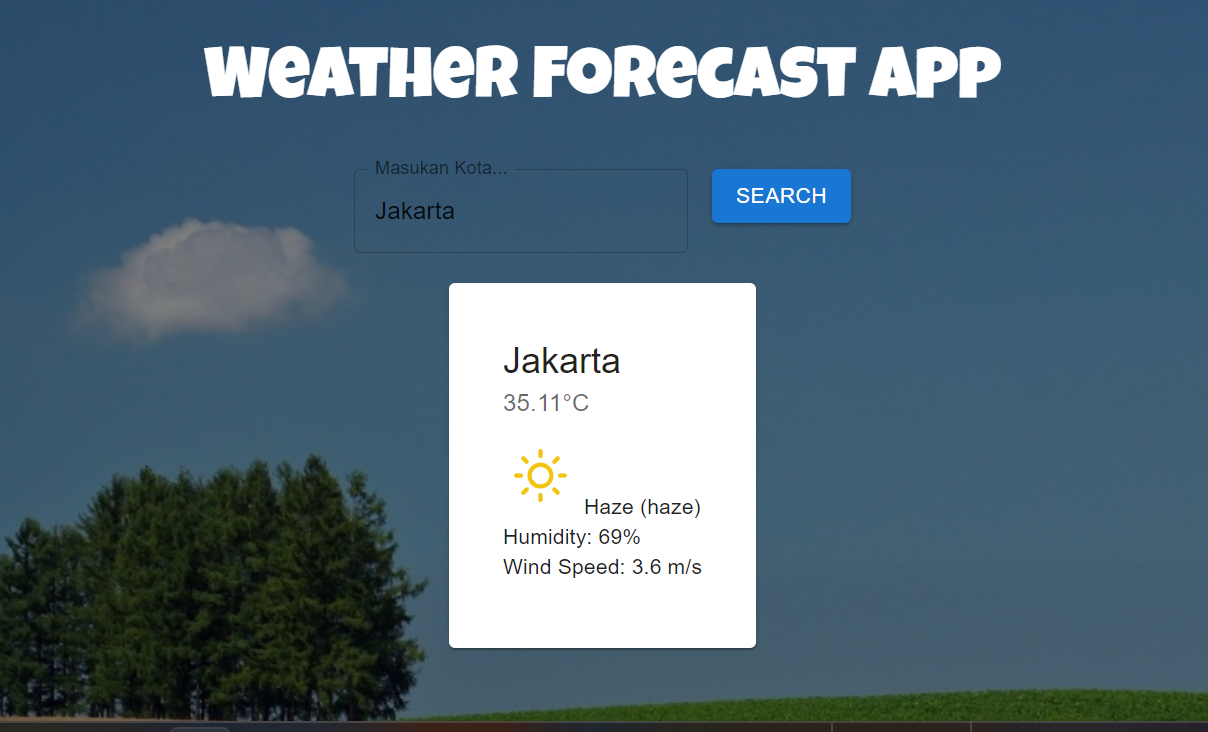 Weather Forecast App
Masukan Kota...
Jakarta
SEARCH
Jakarta
35.11°C
Haze (haze)
Humidity: 69%
Wind Speed: 3.6 m/s